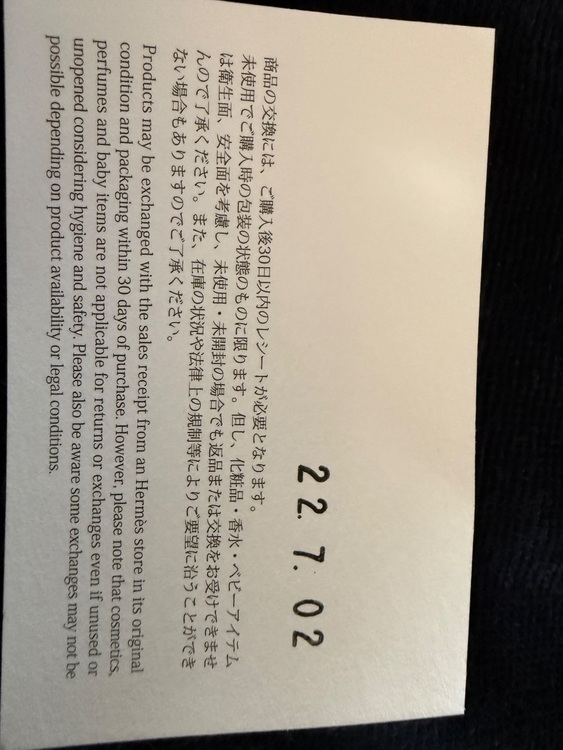 22.7.02
商品の交換には、ご購入後30日以内のレシートが必要となります。
未使用でご購入時の包装の状態のものに限ります。但し、化粧品・香水・ベビーアイテム
は衛生面、安全面を考慮し、未使用・未開封の場合でも返品または交換をお受けできませ
んので了承ください。また、在庫の状況や法律上の規制等によりご要望に沿うことができ
ない場合もありますのでご了承ください。
Products may be exchanged with the sales receipt from an Hermès store in its original
condition and packaging within 30 days of purchase. However, please note that cosmetics,
perfumes and baby items are not applicable for returns or exchanges even if unused or
unopened considering hygiene and safety. Please also be aware some exchanges may not be
possible depending on product availability or legal conditions.